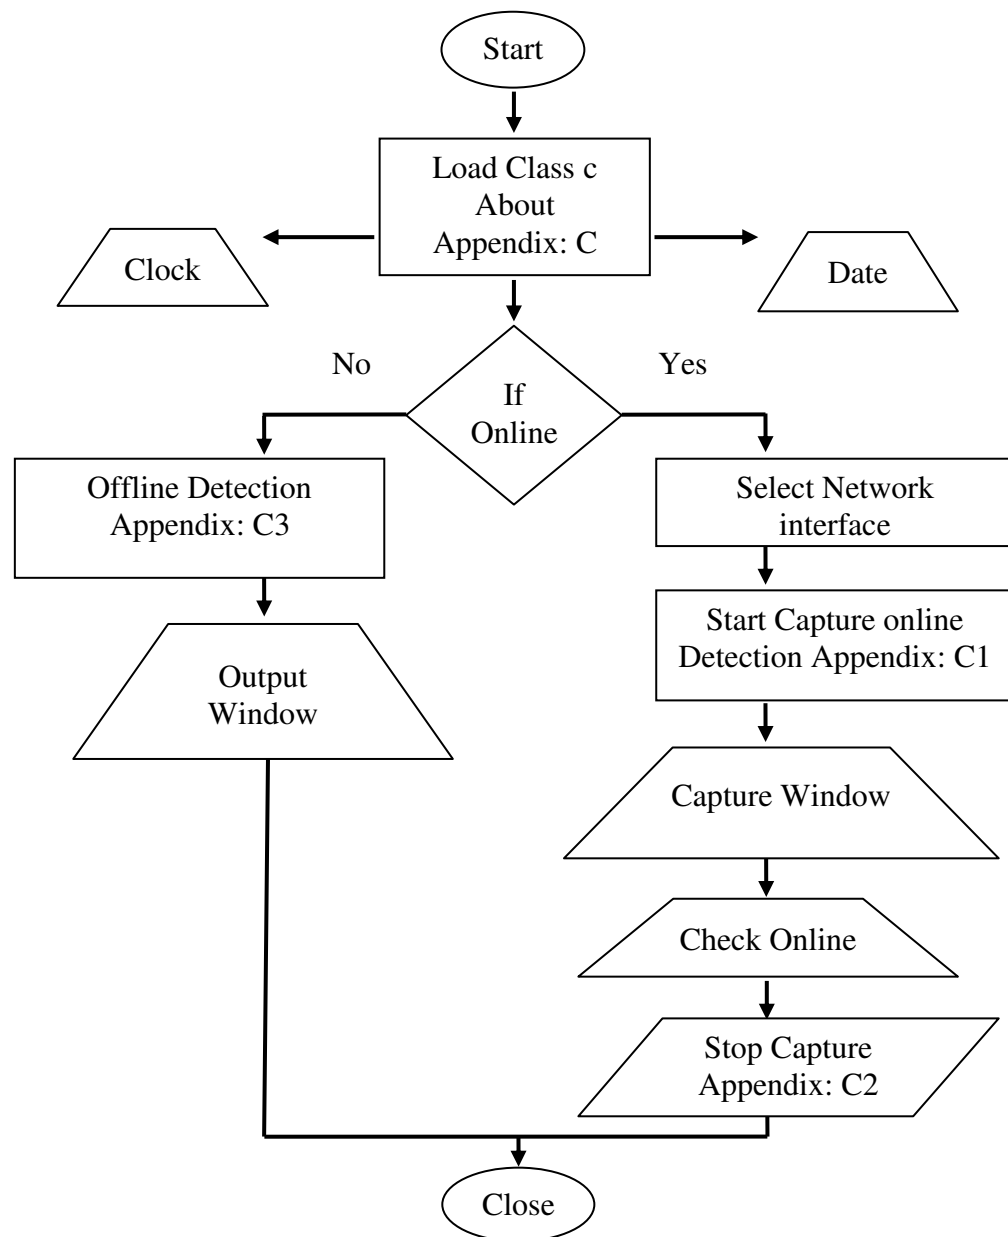 Start
Load Class c
About
Appendix: C
Clock
Date
No
Yes
If
Online
Offline Detection
Appendix: C3
Select Network
interface
Start Capture online
Detection Appendix: C1
Output
Window
Capture Window
Check Online
Stop Capture
Appendix: C2
Close